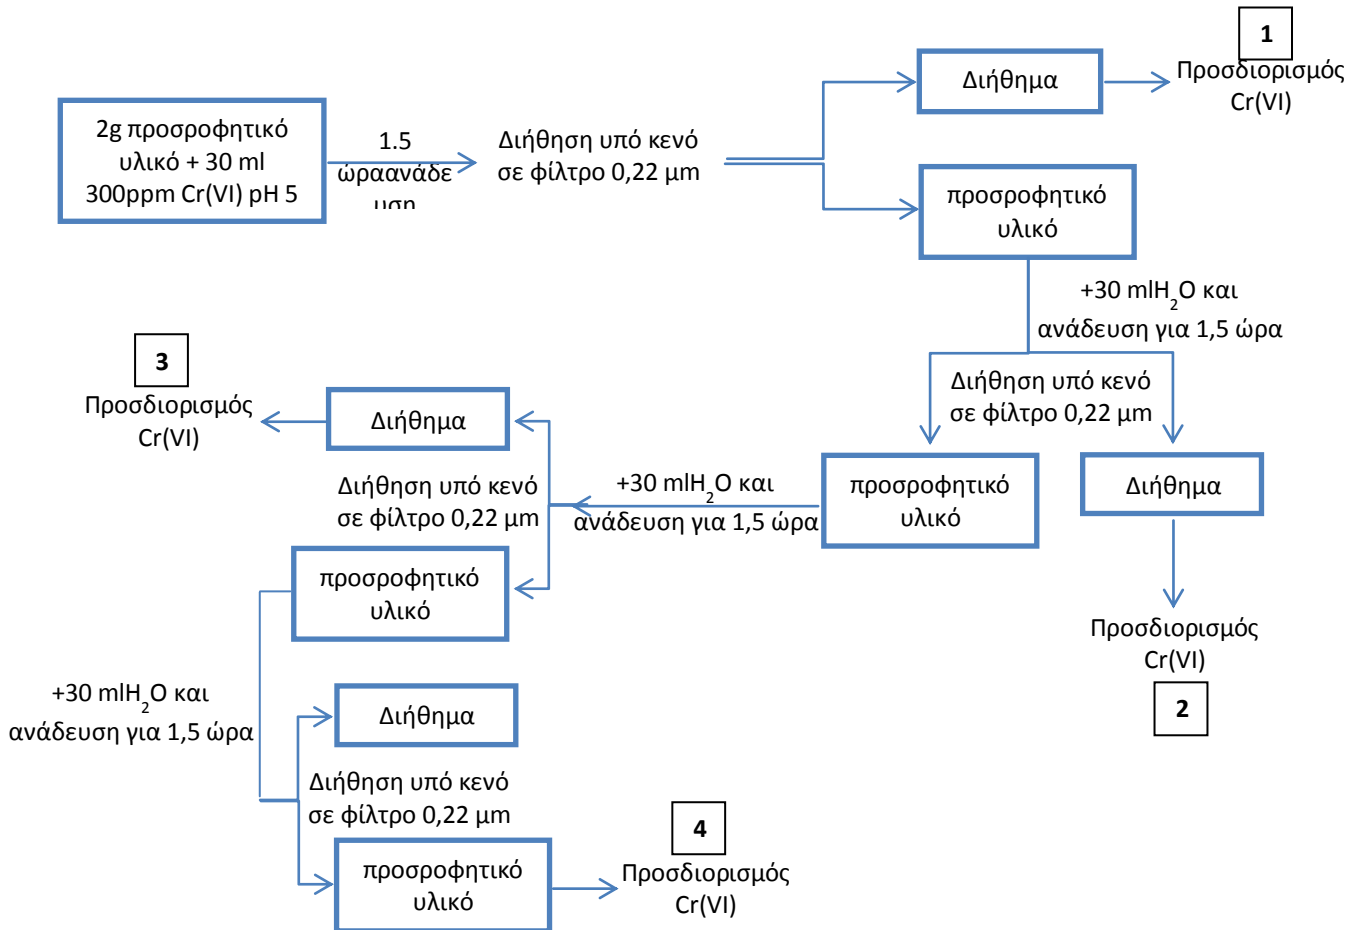 2g προσροφητικό
υλικό + 30 ml
300ppm Cr(VI) pH 5
1.5
ώραανάδε
υση
Διήθηση υπό κενό
σε φίλτρο 0,22 μm
Διήθημα
1
Προσδιορισμός
Cr(VI)
προσροφητικό
υλικό
+30 mlH₂O και
ανάδευση για 1,5 ώρα
Διήθηση υπό κενό
σε φίλτρο 0,22 μm
Διήθημα
Προσδιορισμός
Cr(VI)
2
προσροφητικό
υλικό
+30 mlH₂O και
ανάδευση για 1,5 ώρα
Διήθηση υπό κενό
σε φίλτρο 0,22 μm
Διήθημα
3
Προσδιορισμός
Cr(VI)
προσροφητικό
υλικό
+30 mlH₂O και
ανάδευση για 1,5 ώρα
Διήθημα
Διήθηση υπό κενό
σε φίλτρο 0,22 μm
προσροφητικό
υλικό
4
Προσδιορισμός
Cr(VI)